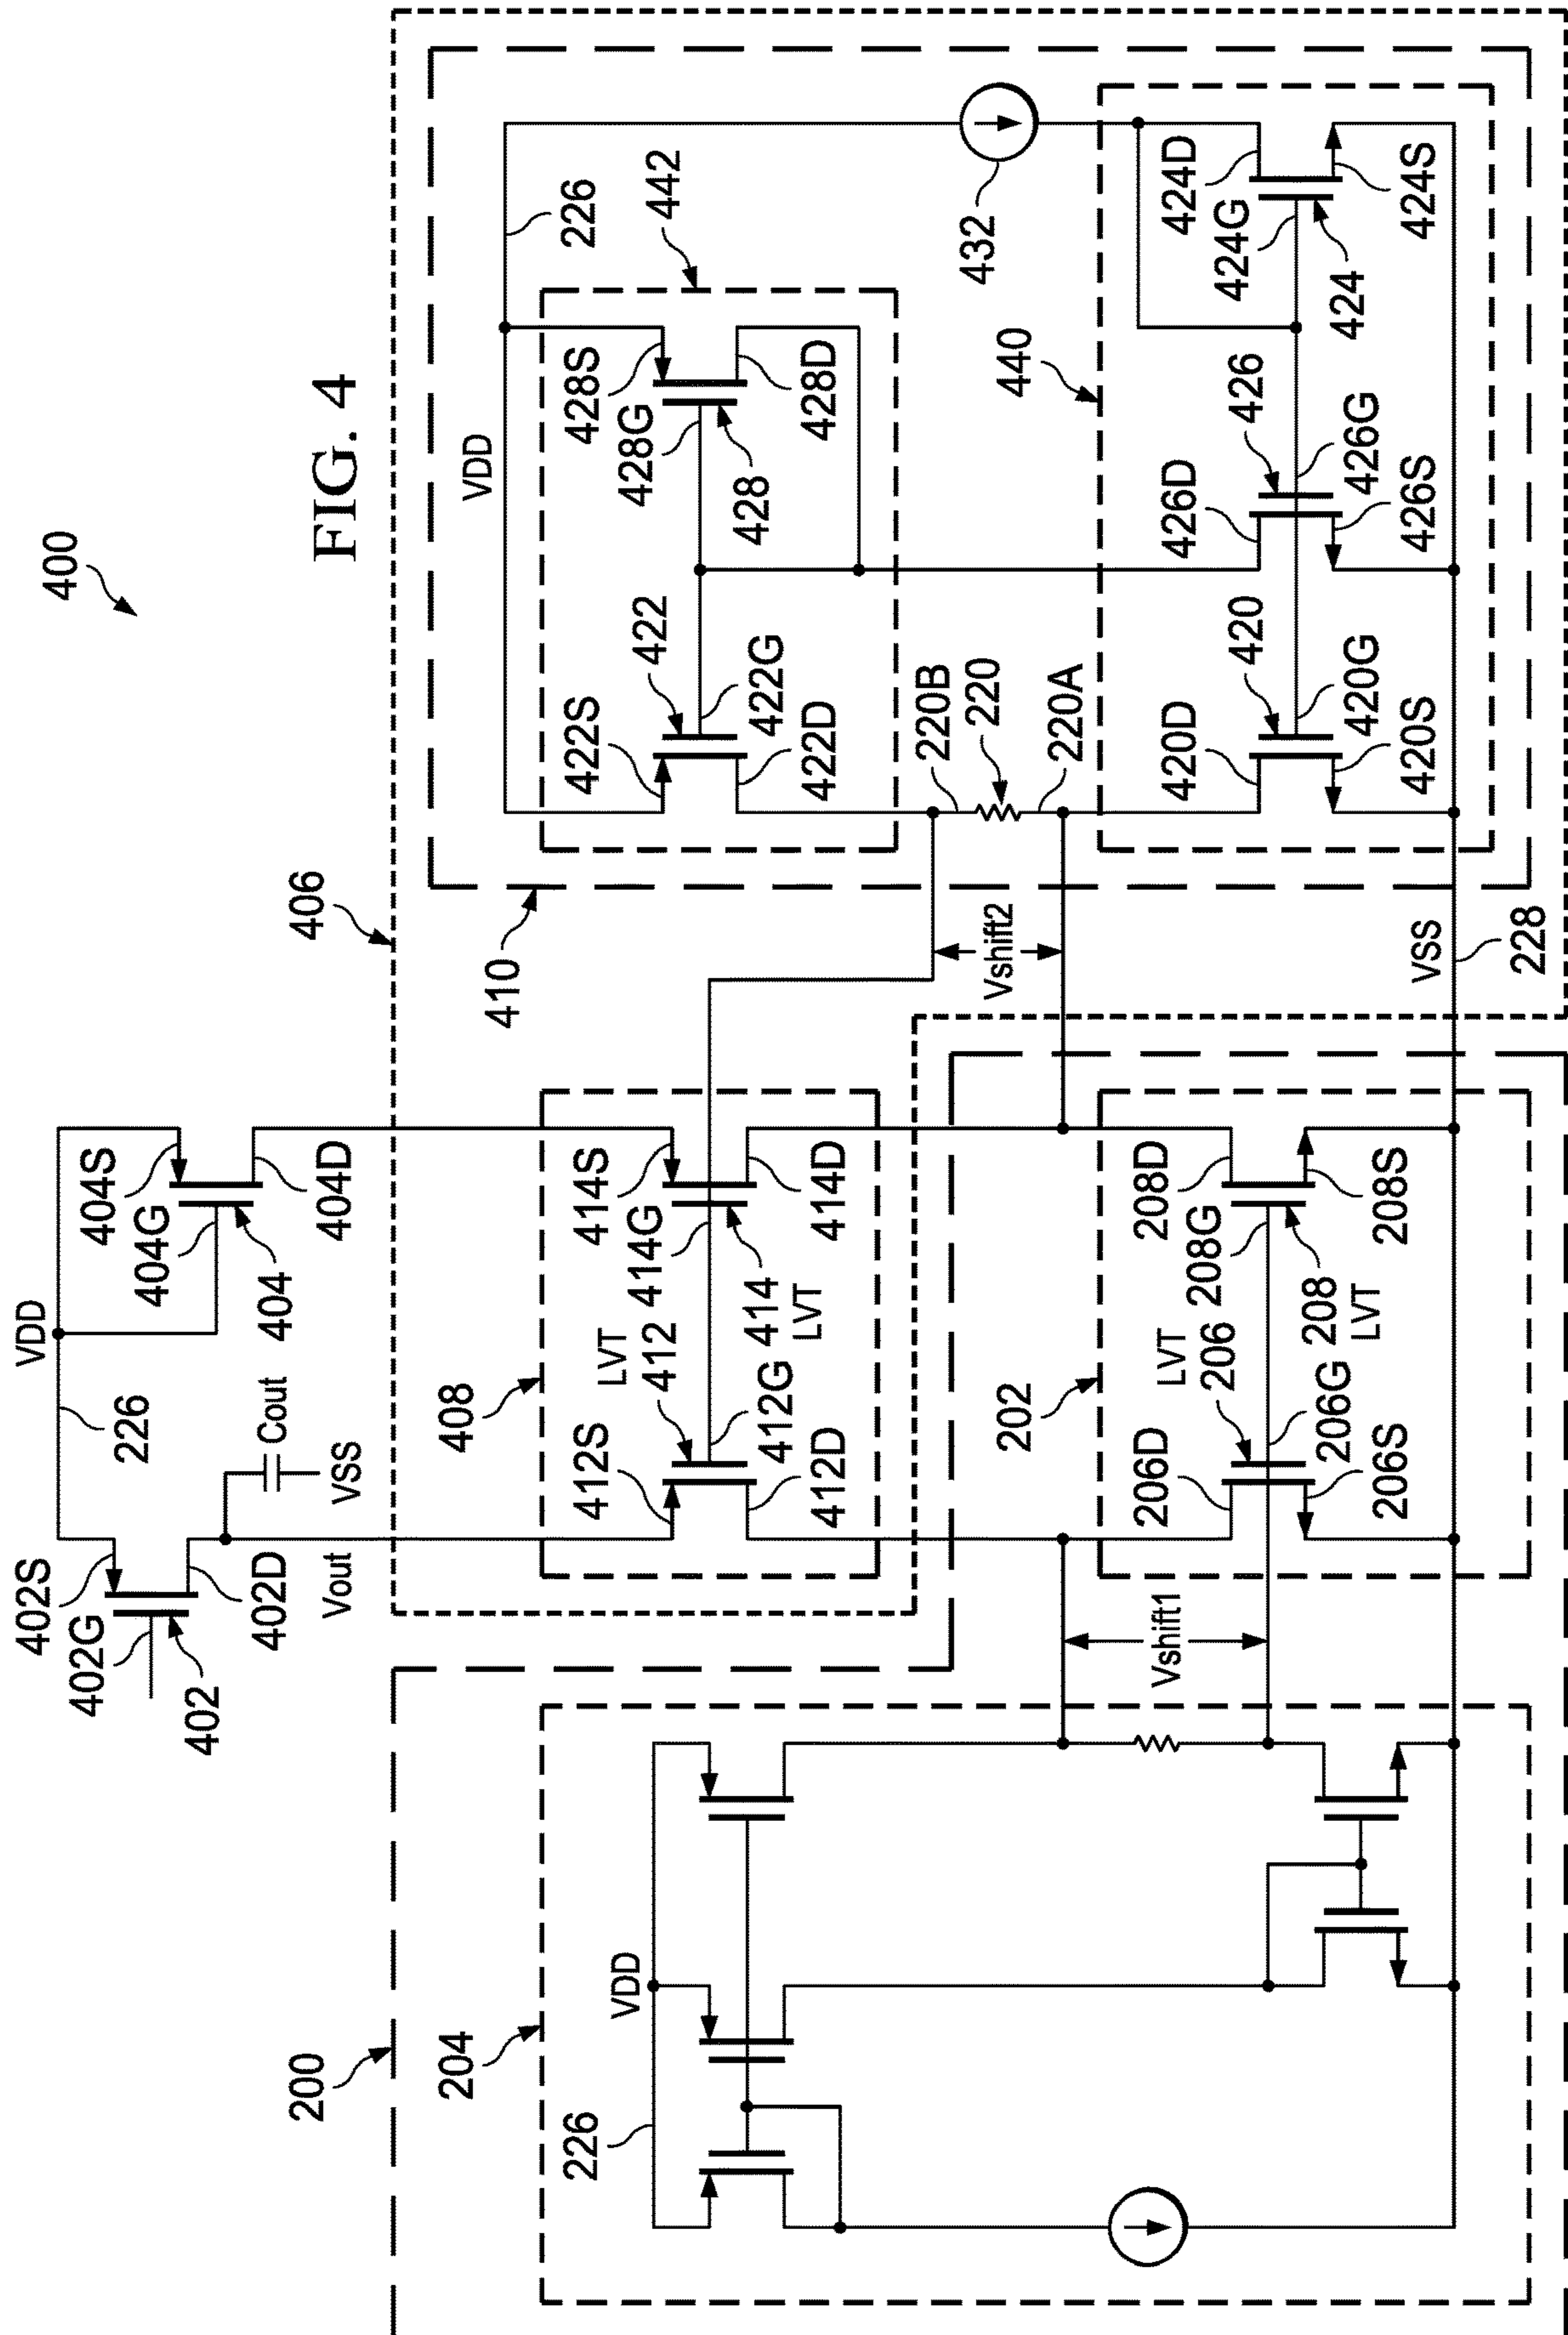 FIG. 4
400
VDD
226
402S
402G
402
402D
Vout
Cout
VSS
404S
404G
404
404D
406
408
412S
LVT
412
412G
412D
414S
414G
414
LVT
414D
410
VDD
226
442
422S
422
422G
422D
428S
428G
428
428D
220B
220
220A
Vshift2
432
440
420D
420
420G
420S
426D
426
426G
426S
424D
424G
424
424S
VSS
228
200
204
226
VDD
Vshift1
202
206D
LVT
206
206G
206S
208D
208G
208
LVT
208S